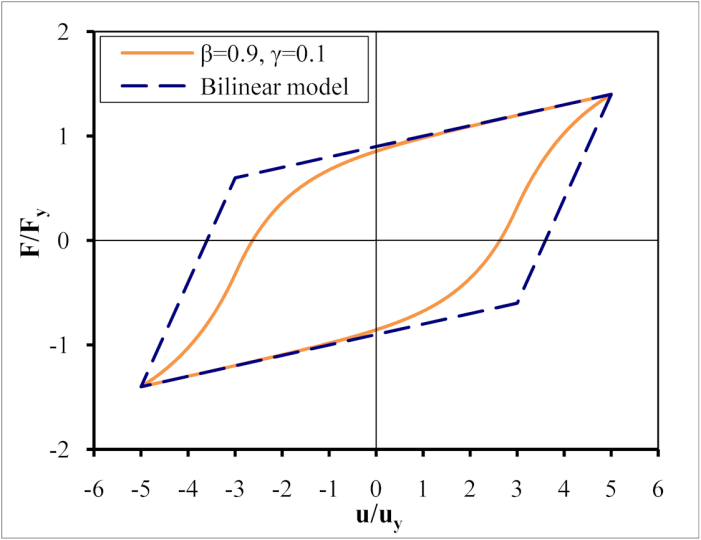 2
β=0.9, γ=0.1
Bilinear model
1
F/Fy
0
-1
-2
-6 -5 -4 -3 -2 -1 0 1 2 3 4 5 6
u/uy